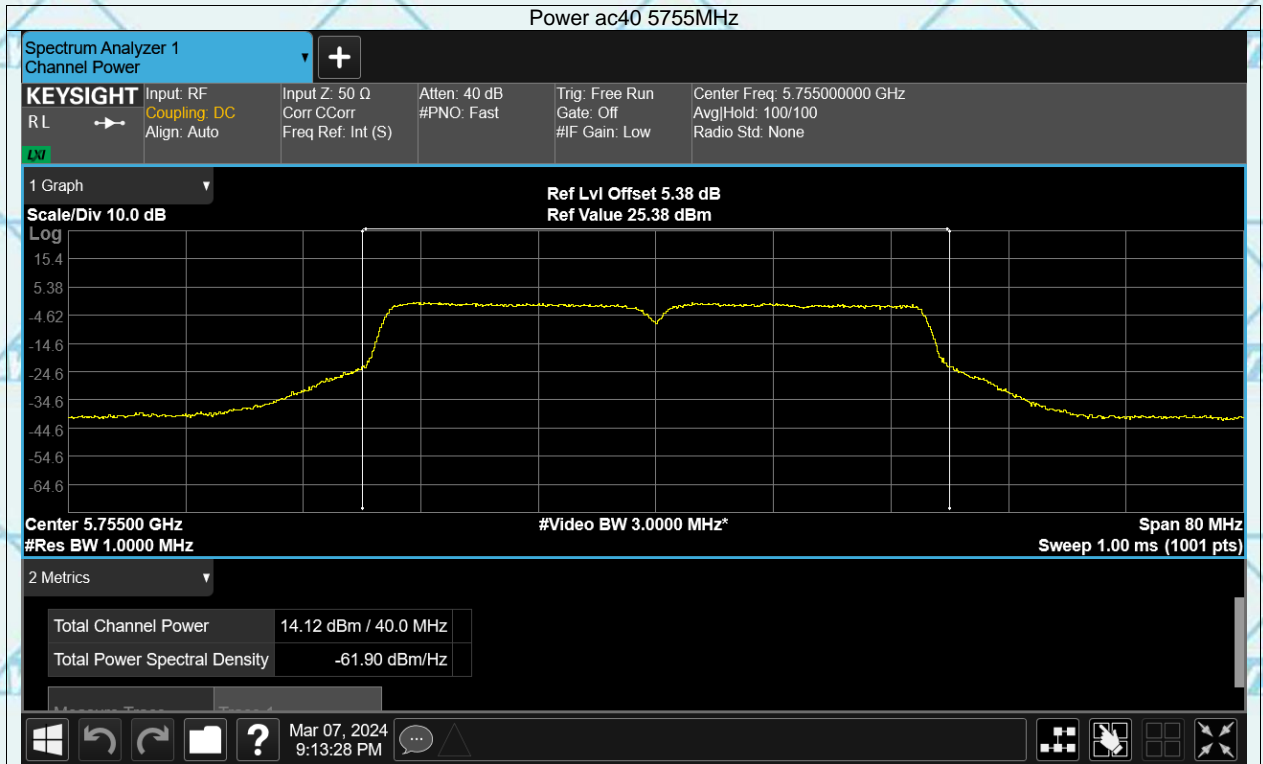 Power ac40 5755MHz
Spectrum Analyzer 1
Channel Power
KEYSIGHT
R L
LXI
Input: RF
Coupling: DC
Align: Auto
Input Z: 50 Ω
Corr CCorr
Freq Ref: Int (S)
Atten: 40 dB
#PNO: Fast
Trig: Free Run
Gate: Off
#IF Gain: Low
Center Freq: 5.755000000 GHz
Avg|Hold: 100/100
Radio Std: None
1 Graph
Scale/Div 10.0 dB
Ref Lvl Offset 5.38 dB
Ref Value 25.38 dBm
Log
15.4
5.38
-4.62
-14.6
-24.6
-34.6
-44.6
-54.6
-64.6
Center 5.75500 GHz
#Video BW 3.0000 MHz*
Span 80 MHz
#Res BW 1.0000 MHz
Sweep 1.00 ms (1001 pts)
2 Metrics
Total Channel Power 14.12 dBm / 40.0 MHz
Total Power Spectral Density -61.90 dBm/Hz
Measure Trace Trace 1
?
Mar 07, 2024
9:13:28 PM